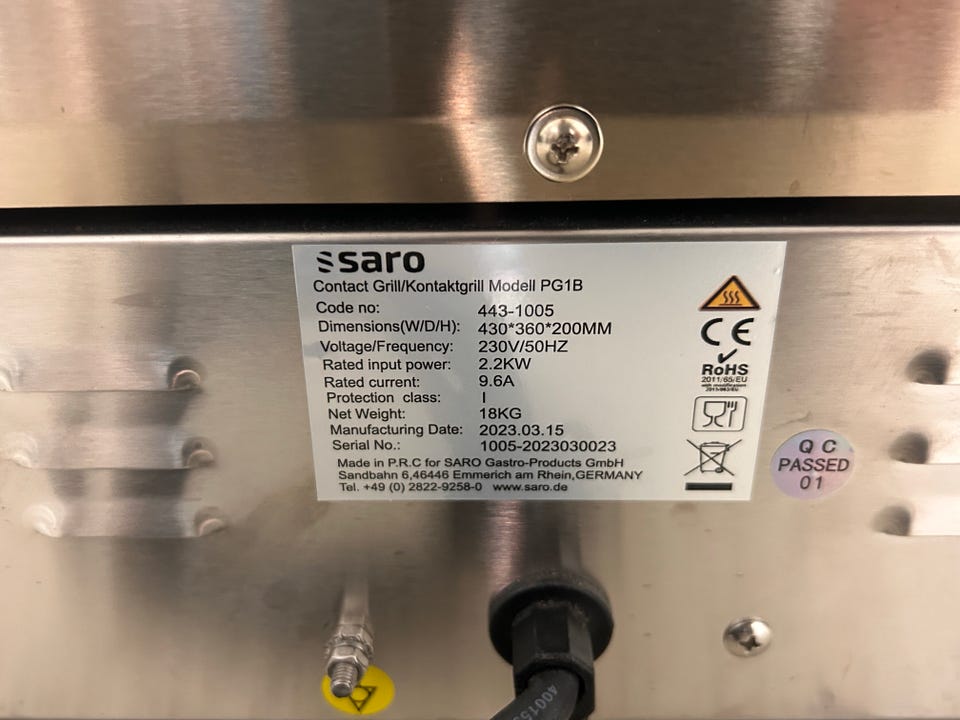 saro
Contact Grill/Kontaktgrill Modell PG1B
Code no: 443-1005
Dimensions(W/D/H): 430*360*200MM
Voltage/Frequency: 230V/50HZ
Rated input power: 2.2KW
Rated current: 9.6A
Protection class: I
Net Weight: 18KG
Manufacturing Date: 2023.03.15
Serial No.: 1005-2023030023
Made in P.R.C for SARO Gastro-Products GmbH
Sandbahn 6,46446 Emmerich am Rhein,GERMANY
Tel. +49 (0) 2822-9258-0 www.saro.de
CE
RoHS
2011/65/EU
QC
PASSED
01